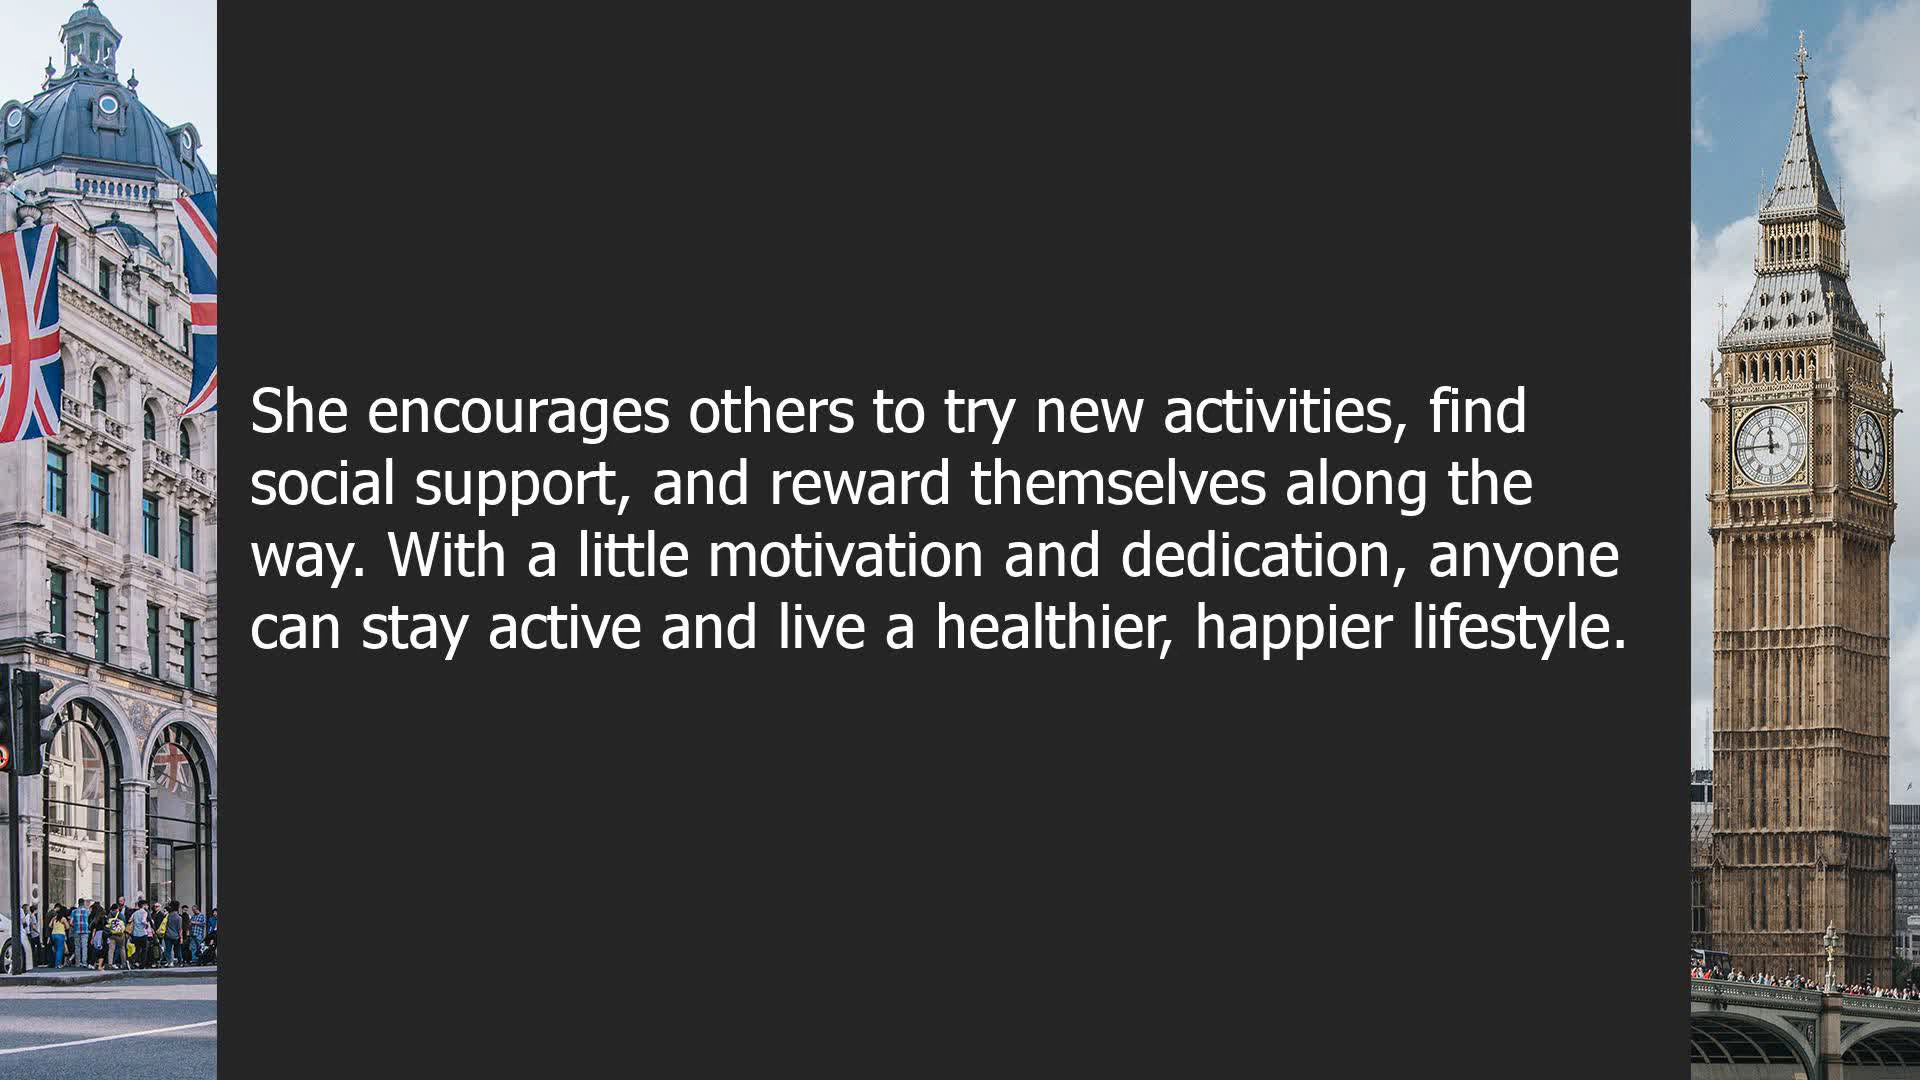 She encourages others to try new activities, find
social support, and reward themselves along the
way. With a little motivation and dedication, anyone
can stay active and live a healthier, happier lifestyle.